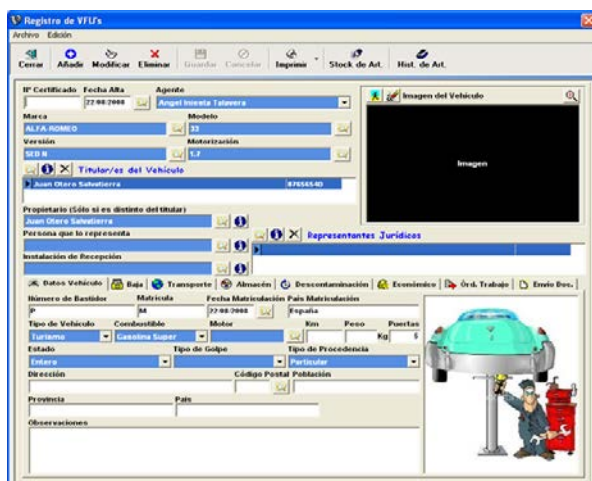 Registro de VFU's
Archivo Edición
Cerrar Añade Modificar Eliminar Guardar Cancelar Imprimir Stock de Art. Hist. de Art.
Nº Certificado Fecha Alta Agente
22/08/2008 Angel Iniesta Talavera
Imagen del Vehículo
Marca Modelo
ALFA-ROMEO 33
Versión Motorización
SED N 1.7
Imagen
Titular/es del Vehículo
Juan Otero Salvatierra 87656540
Propietario (Sólo si es distinto del titular)
Juan Otero Salvatierra
Persona que lo representa
Representantes Jurídicos
Instalación de Recepción
Datos Vehículo Baja Transporte Almacén Descontaminación Económico Órd. Trabajo Envío Doc.
Número de Bastidor Matrícula Fecha Matriculación País Matriculación
P M 22/08/2008 España
Tipo de Vehículo Combustible Motor Km Peso Puertas
Turismo Gasolina Super Kg 5
Estado Tipo de Golpe Tipo de Procedencia
Entero Particular
Dirección Código Postal Población
Provincia País
Observaciones